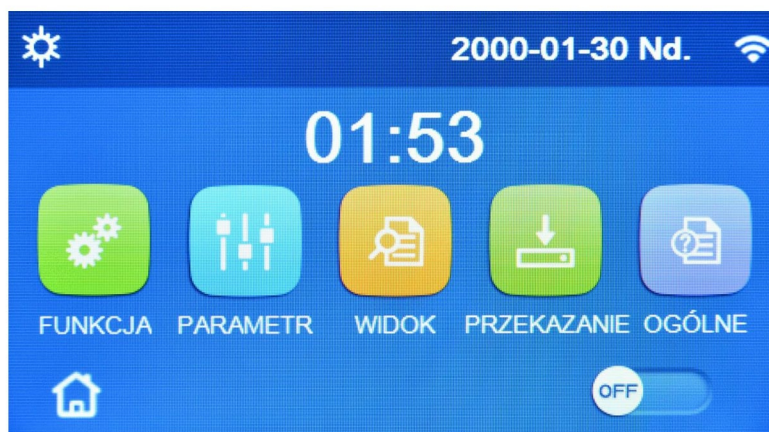 2000-01-30 Nd.
01:53
FUNKCJA PARAMETR WIDOK PRZEKAZANIE OGÓLNE
?
OFF